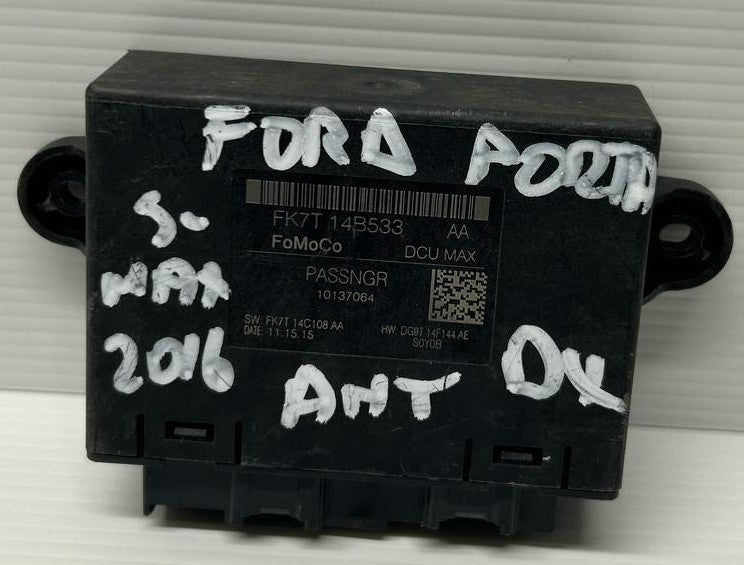 FORD PORTA
S-
MAX
2016
FK7T 14B533 AA
FoMoCo DCU MAX
PASSNGR
10137064
SW: FK7T 14C108 AA HW: DG9T 14F144 AE
DATE: 11.15.15 S0Y0B
ANT DX